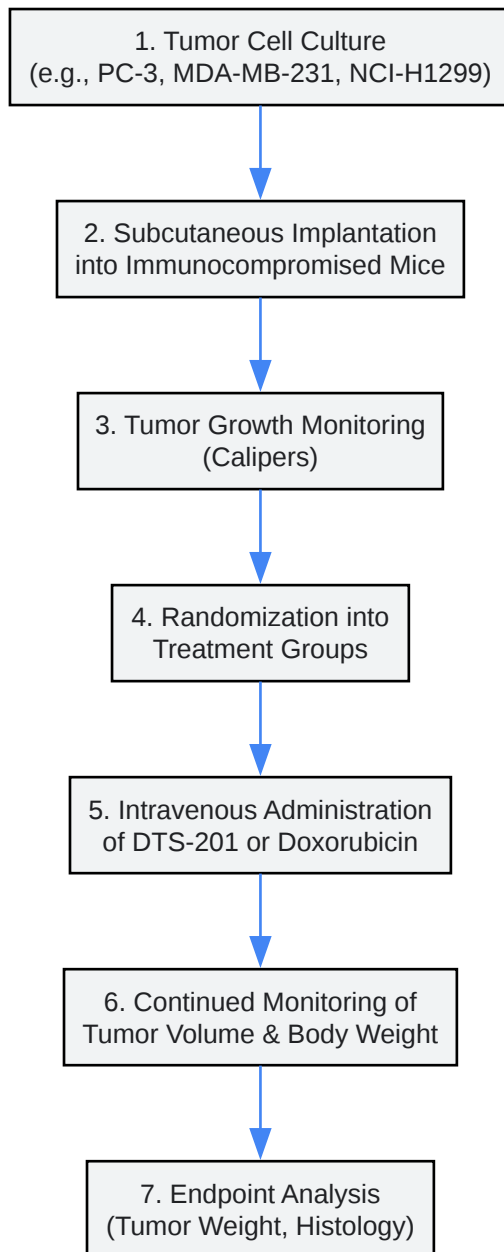 1. Tumor Cell Culture
(e.g., PC-3, MDA-MB-231, NCI-H1299)
2. Subcutaneous Implantation
into Immunocompromised Mice
3. Tumor Growth Monitoring
(Calipers)
4. Randomization into
Treatment Groups
5. Intravenous Administration
of DTS-201 or Doxorubicin
6. Continued Monitoring of
Tumor Volume & Body Weight
7. Endpoint Analysis
(Tumor Weight, Histology)